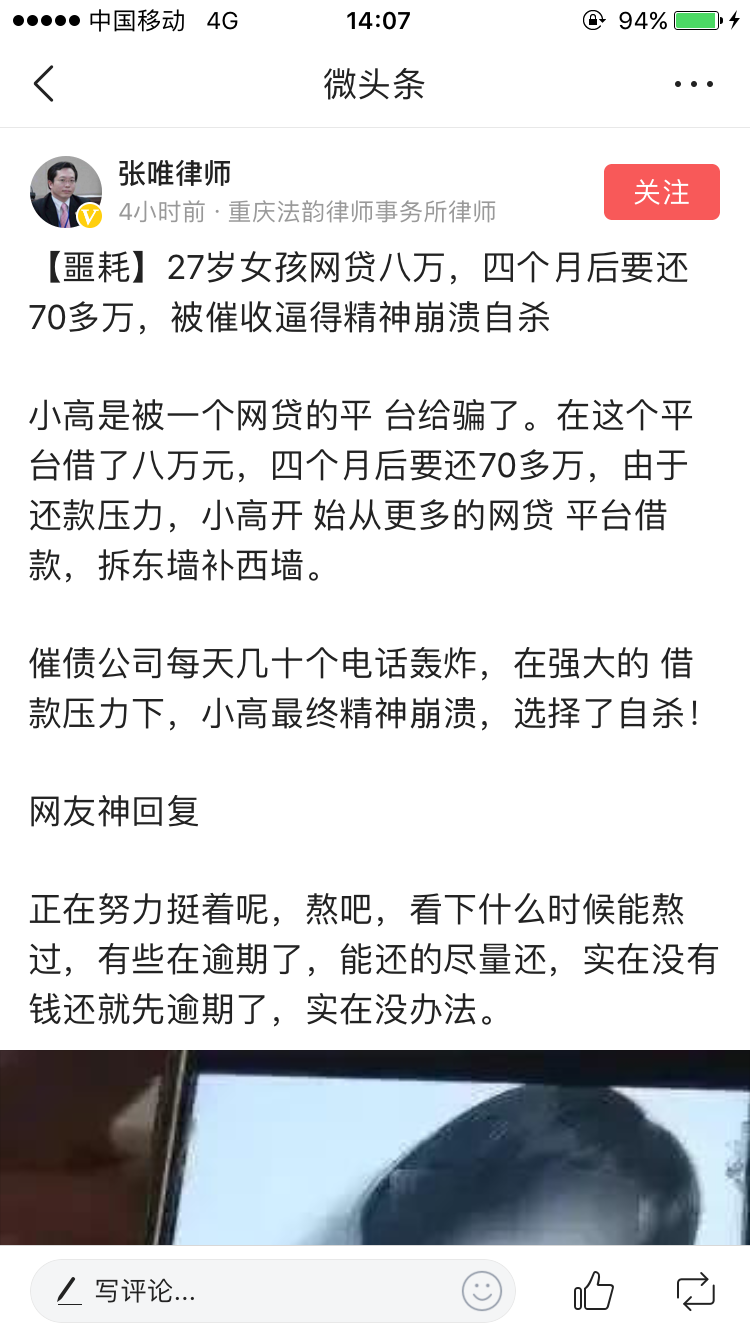 中国移动 4G 14:07 94%
微头条
张唯律师
4小时前 · 重庆法韵律师事务所律师
关注
V
【噩耗】27岁女孩网贷八万，四个月后要还
70多万，被催收逼得精神崩溃自杀
小高是被一个网贷的平 台给骗了。在这个平
台借了八万元，四个月后要还70多万，由于
还款压力，小高开 始从更多的网贷 平台借
款，拆东墙补西墙。
催债公司每天几十个电话轰炸，在强大的 借
款压力下，小高最终精神崩溃，选择了自杀！
网友神回复
正在努力挺着呢，熬吧，看下什么时候能熬
过，有些在逾期了，能还的尽量还，实在没有
钱还就先逾期了，实在没办法。
写评论...